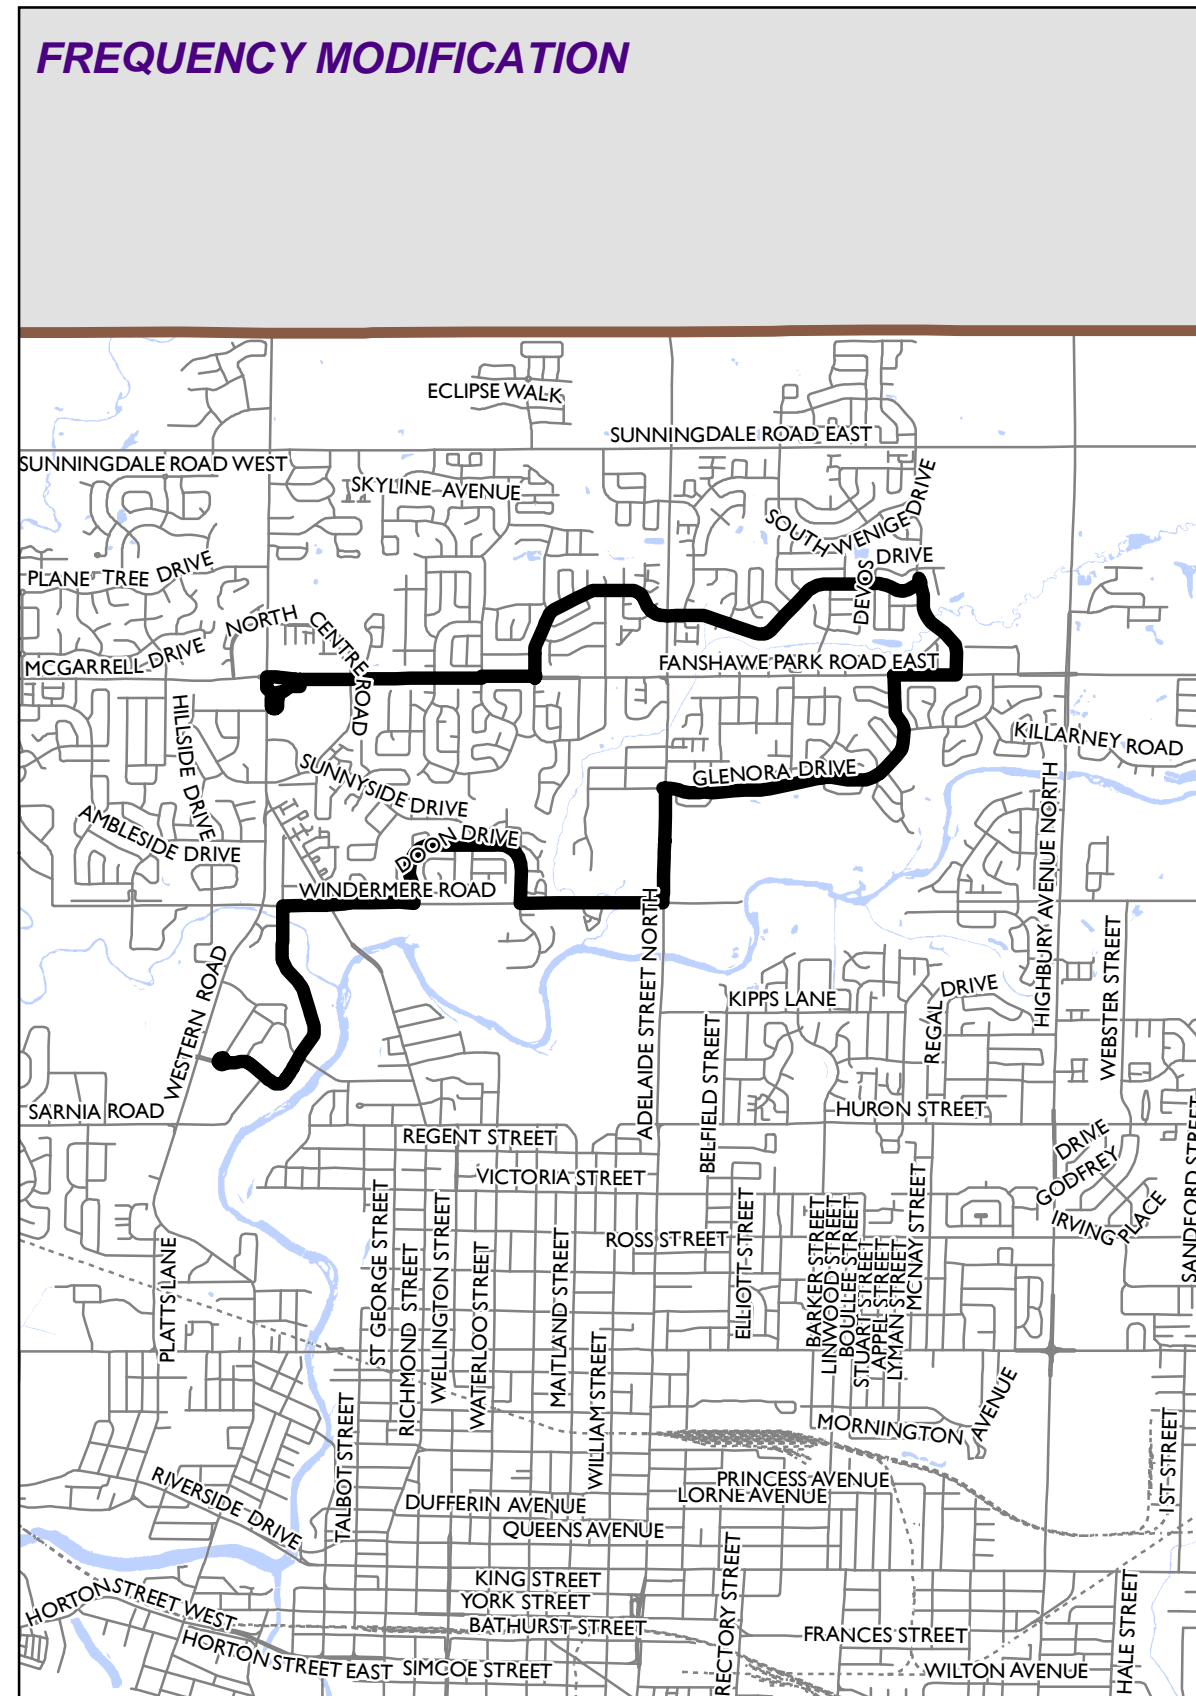 FREQUENCY MODIFICATION
ECLIPSE WALK
SUNNINGDALE ROAD EAST
SUNNINGDALE ROAD WEST
SKYLINE AVENUE
SOUTH WENIGE DRIVE
PLANE TREE DRIVE
DEVOS DRIVE
NORTH CENTRE ROAD
MCGARRELL DRIVE
FANSHAWE PARK ROAD EAST
HILLSIDE DRIVE
KILLARNEY ROAD
SUNNYSIDE DRIVE
GLENORA DRIVE
AMBLESIDE DRIVE
DOON DRIVE
HIGHBURY AVENUE NORTH
WINDERMERE ROAD
ADELAIDE STREET NORTH
WESTERN ROAD
WEBSTER STREET
KIPPS LANE
REGAL DRIVE
BELFIELD STREET
SARNIA ROAD
HURON STREET
REGENT STREET
GODFREY DRIVE
SANDFORD STREET
VICTORIA STREET
IRVING PLACE
ROSS STREET
PLATTS LANE
ST GEORGE STREET
RICHMOND STREET
WELLINGTON STREET
WATERLOO STREET
MAITLAND STREET
WILLIAM STREET
ELLIOTT STREET
BARKER STREET
LINWOOD STREET
BOULLEE STREET
STUART STREET
APPEL STREET
LYMAN STREET
MCNAY STREET
MORNINGTON AVENUE
TALBOT STREET
1ST STREET
RIVERSIDE DRIVE
PRINCESS AVENUE
LORNE AVENUE
DUFFERIN AVENUE
QUEENS AVENUE
KING STREET
YORK STREET
BATHURST STREET
RECTORY STREET
HALE STREET
HORTON STREET WEST
FRANCES STREET
HORTON STREET EAST
SIMCOE STREET
WILTON AVENUE